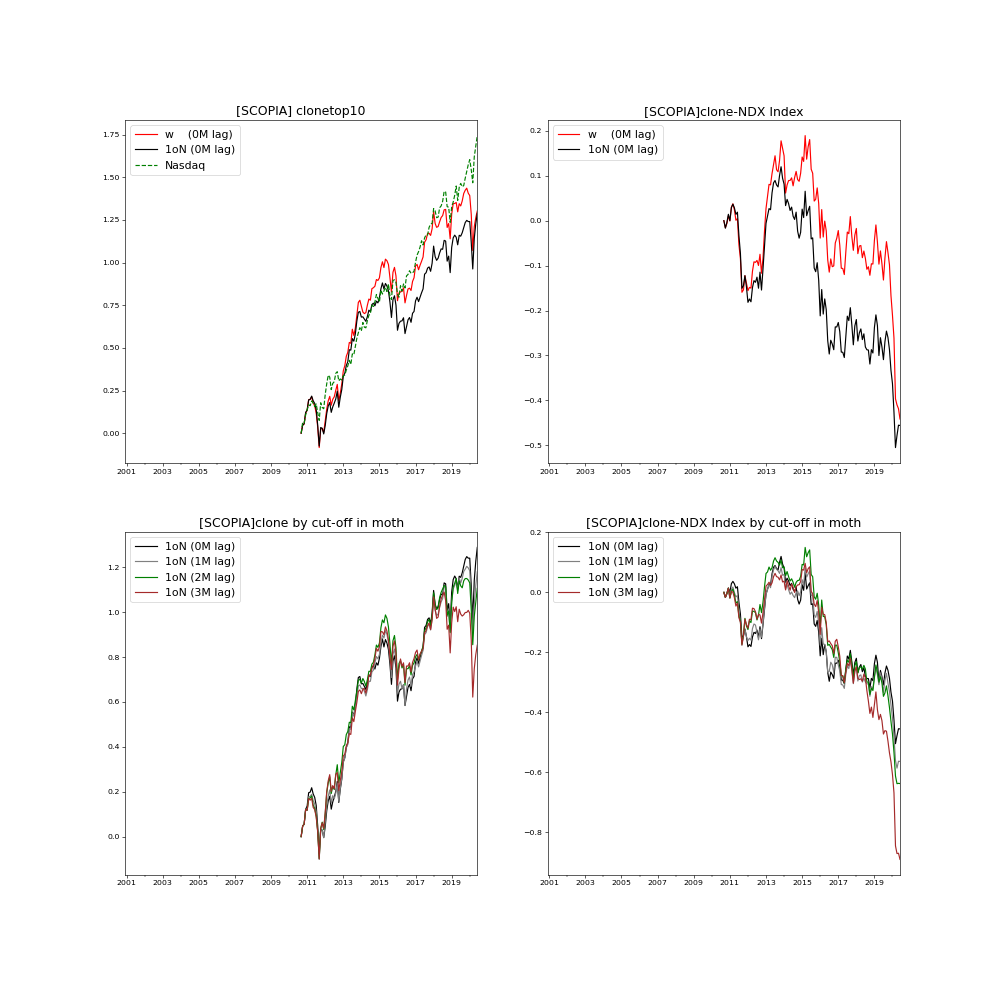 [SCOPIA] clonetop10
w (0M lag)
1oN (0M lag)
Nasdaq
1.75
1.50
1.25
1.00
0.75
0.50
0.25
0.00
2001 2003 2005 2007 2009 2011 2013 2015 2017 2019
[SCOPIA]clone-NDX Index
w (0M lag)
1oN (0M lag)
0.2
0.1
0.0
−0.1
−0.2
−0.3
−0.4
−0.5
2001 2003 2005 2007 2009 2011 2013 2015 2017 2019
[SCOPIA]clone by cut-off in moth
1oN (0M lag)
1oN (1M lag)
1oN (2M lag)
1oN (3M lag)
1.2
1.0
0.8
0.6
0.4
0.2
0.0
2001 2003 2005 2007 2009 2011 2013 2015 2017 2019
[SCOPIA]clone-NDX Index by cut-off in moth
1oN (0M lag)
1oN (1M lag)
1oN (2M lag)
1oN (3M lag)
0.2
0.0
−0.2
−0.4
−0.6
−0.8
2001 2003 2005 2007 2009 2011 2013 2015 2017 2019